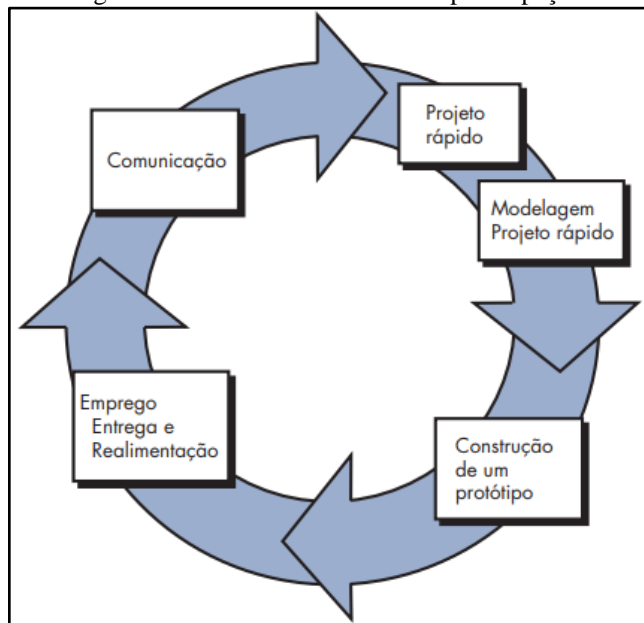 Comunicação
Projeto
rápido
Modelagem
Projeto rápido
Construção
de um
protótipo
Emprego
Entrega e
Realimentação